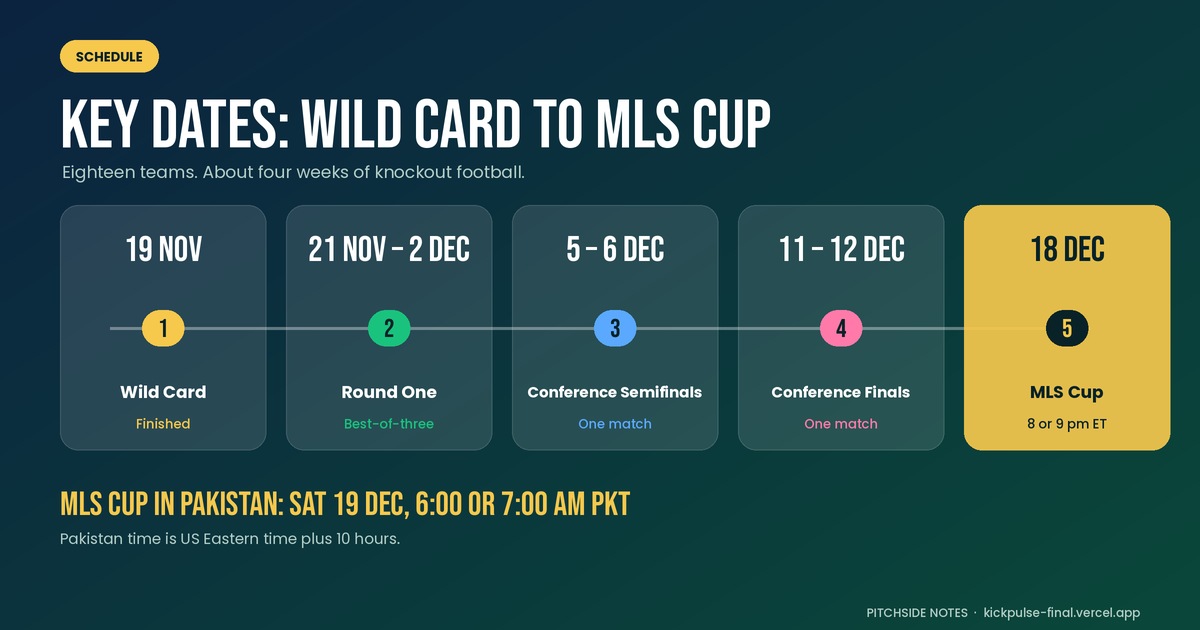 SCHEDULE
KEY DATES: WILD CARD TO MLS CUP
Eighteen teams. About four weeks of knockout football.
19 NOV
1
Wild Card
Finished
21 NOV – 2 DEC
2
Round One
Best-of-three
5 – 6 DEC
3
Conference Semifinals
One match
11 – 12 DEC
4
Conference Finals
One match
18 DEC
5
MLS Cup
8 or 9 pm ET
MLS CUP IN PAKISTAN: SAT 19 DEC, 6:00 OR 7:00 AM PKT
Pakistan time is US Eastern time plus 10 hours.
PITCHSIDE NOTES · kickpulse-final.vercel.app